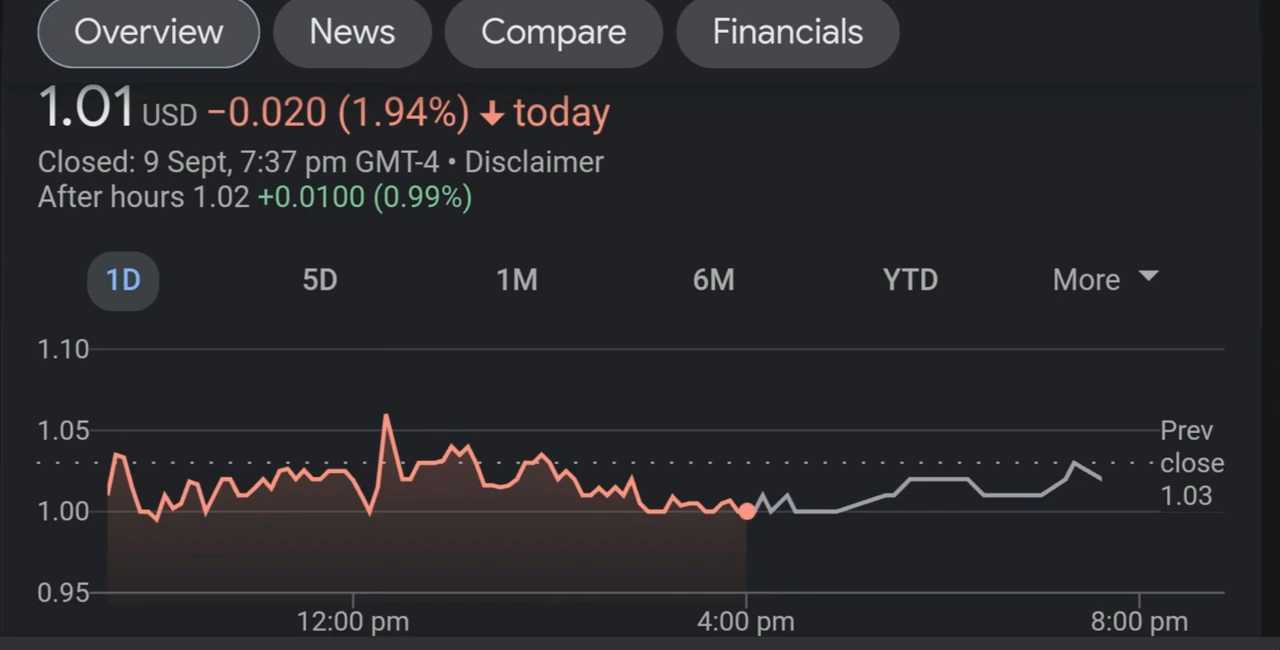 Overview News Compare Financials
1.01 USD −0.020 (1.94%) ↓ today
Closed: 9 Sept, 7:37 pm GMT-4 • Disclaimer
After hours 1.02 +0.0100 (0.99%)
1D 5D 1M 6M YTD More
1.10
1.05
1.00
0.95
Prev
close
1.03
12:00 pm 4:00 pm 8:00 pm